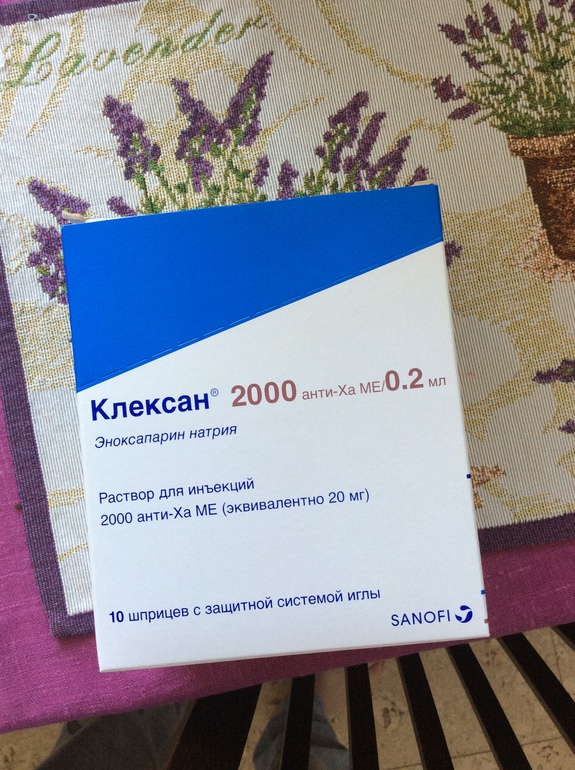 Lavender
Клексан® 2000 анти-Ха МЕ/0.2 мл
Эноксапарин натрия
Раствор для инъекций
2000 анти-Ха МЕ (эквивалентно 20 мг)
10 шприцев с защитной системой иглы
SANOFI